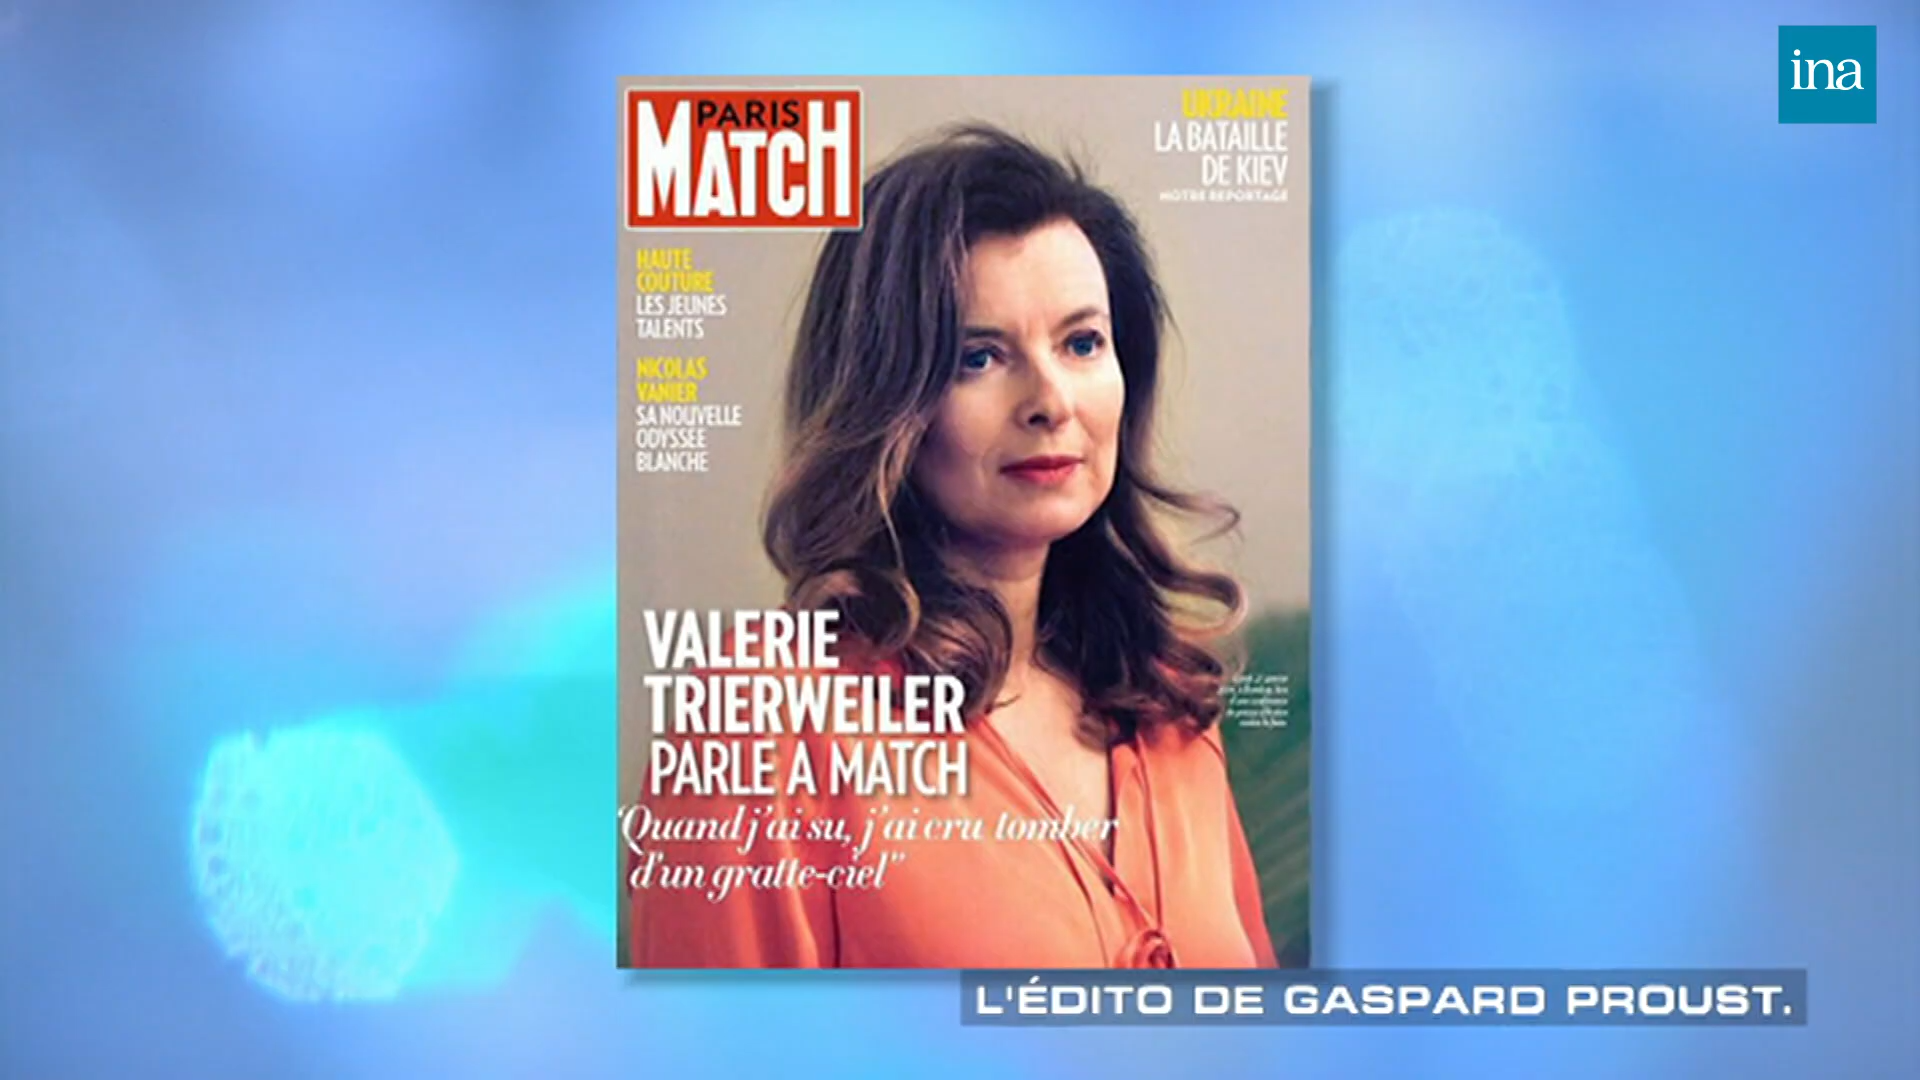 ina
PARIS
MATCH
UKRAINE
LA BATAILLE
DE KIEV
NOTRE REPORTAGE
HAUTE
COUTURE
LES JEUNES
TALENTS
NICOLAS
VANIER
SA NOUVELLE
ODYSSEE
BLANCHE
VALERIE
TRIERWEILER
PARLE A MATCH
"Quand j'ai su, j'ai cru tomber
d'un gratte-ciel"
L'ÉDITO DE GASPARD PROUST.